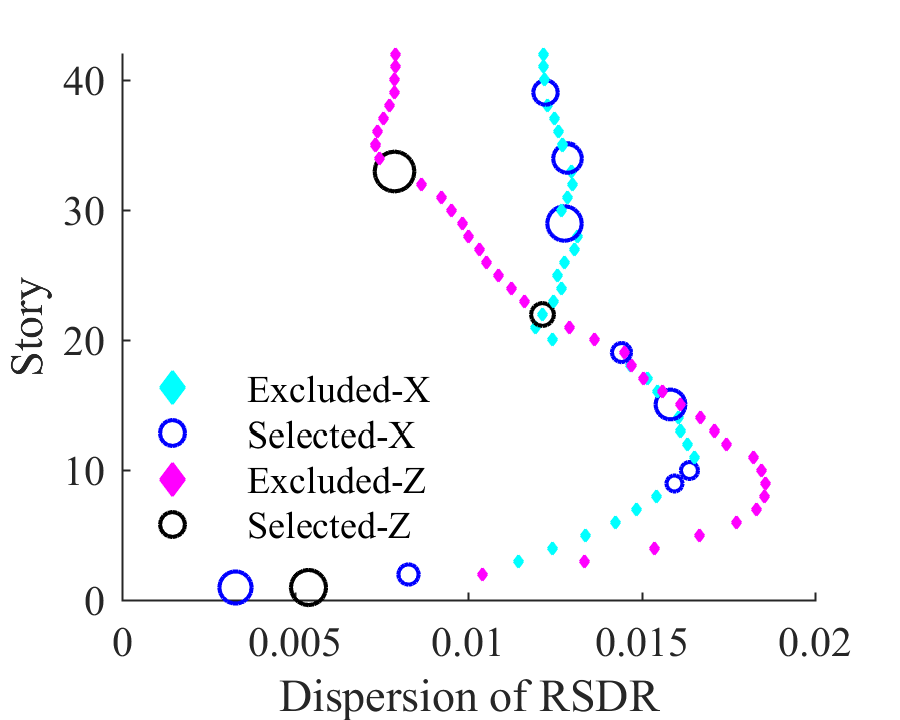 40
30
20
10
0
Story
Excluded-X
Selected-X
Excluded-Z
Selected-Z
0 0.005 0.01 0.015 0.02
Dispersion of RSDR